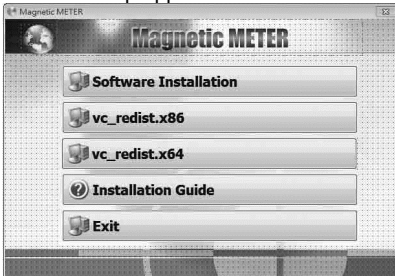 Magnetic METER
Magnetic METER
Software Installation
vc_redist.x86
vc_redist.x64
Installation Guide
Exit